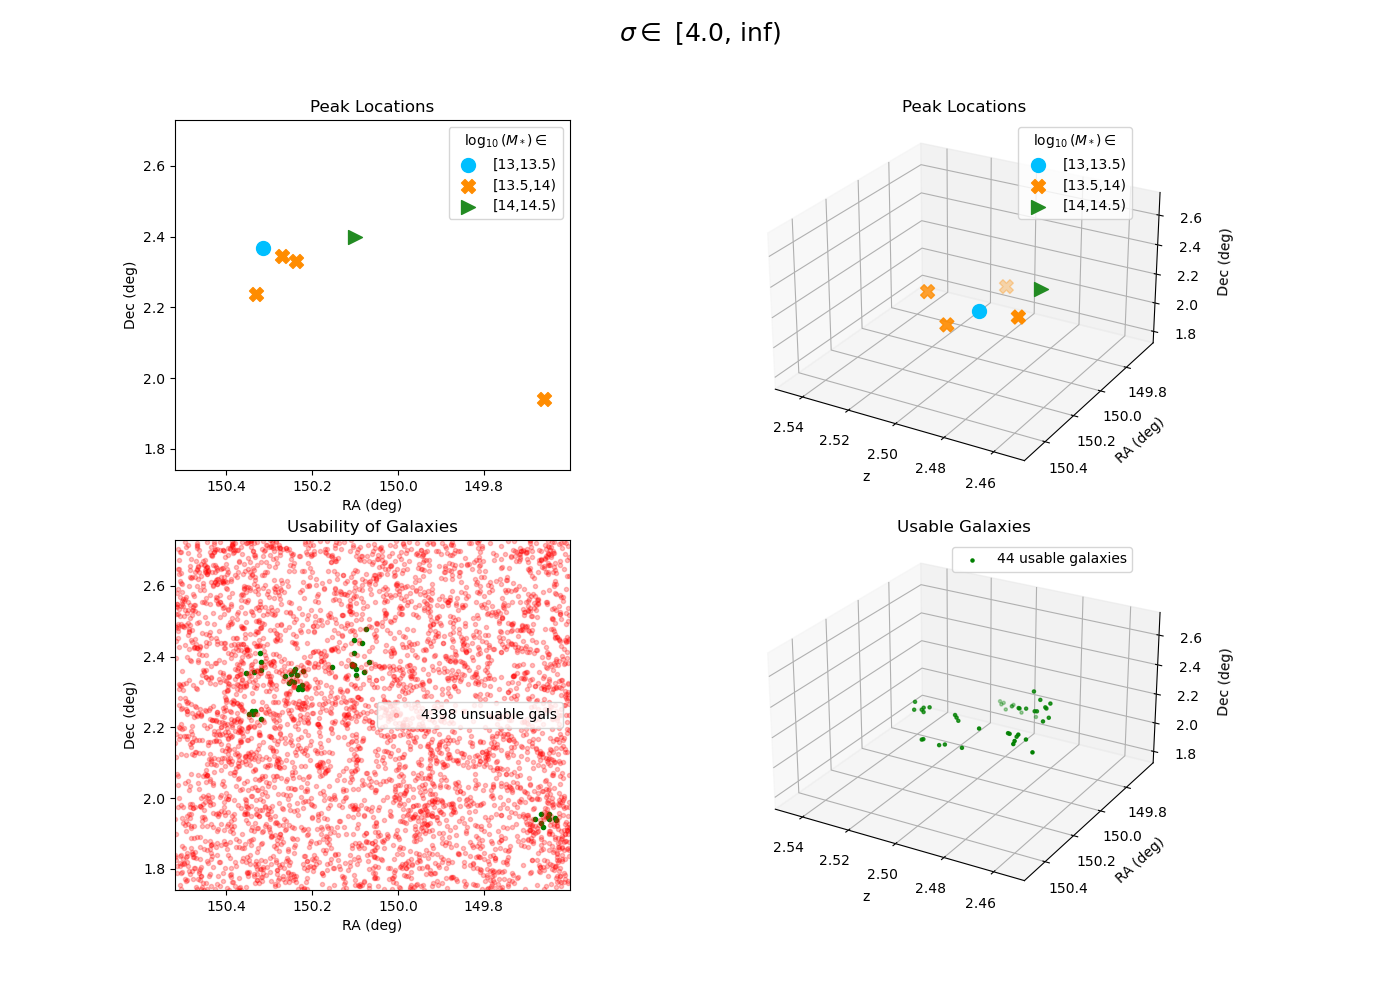 σ ∈ [4.0, inf)
Peak Locations
log₁₀(M*) ∈
[13,13.5)
[13.5,14)
[14,14.5)
2.6
2.4
2.2
2.0
1.8
Dec (deg)
150.4 150.2 150.0 149.8
RA (deg)
Peak Locations
log₁₀(M*) ∈
[13,13.5)
[13.5,14)
[14,14.5)
2.6
2.4
2.2
2.0
1.8
Dec (deg)
149.8
150.0
150.2
150.4
RA (deg)
2.54
2.52
2.50
2.48
2.46
z
Usability of Galaxies
4398 unsuable gals
2.6
2.4
2.2
2.0
1.8
Dec (deg)
150.4 150.2 150.0 149.8
RA (deg)
Usable Galaxies
44 usable galaxies
2.6
2.4
2.2
2.0
1.8
Dec (deg)
149.8
150.0
150.2
150.4
RA (deg)
2.54
2.52
2.50
2.48
2.46
z